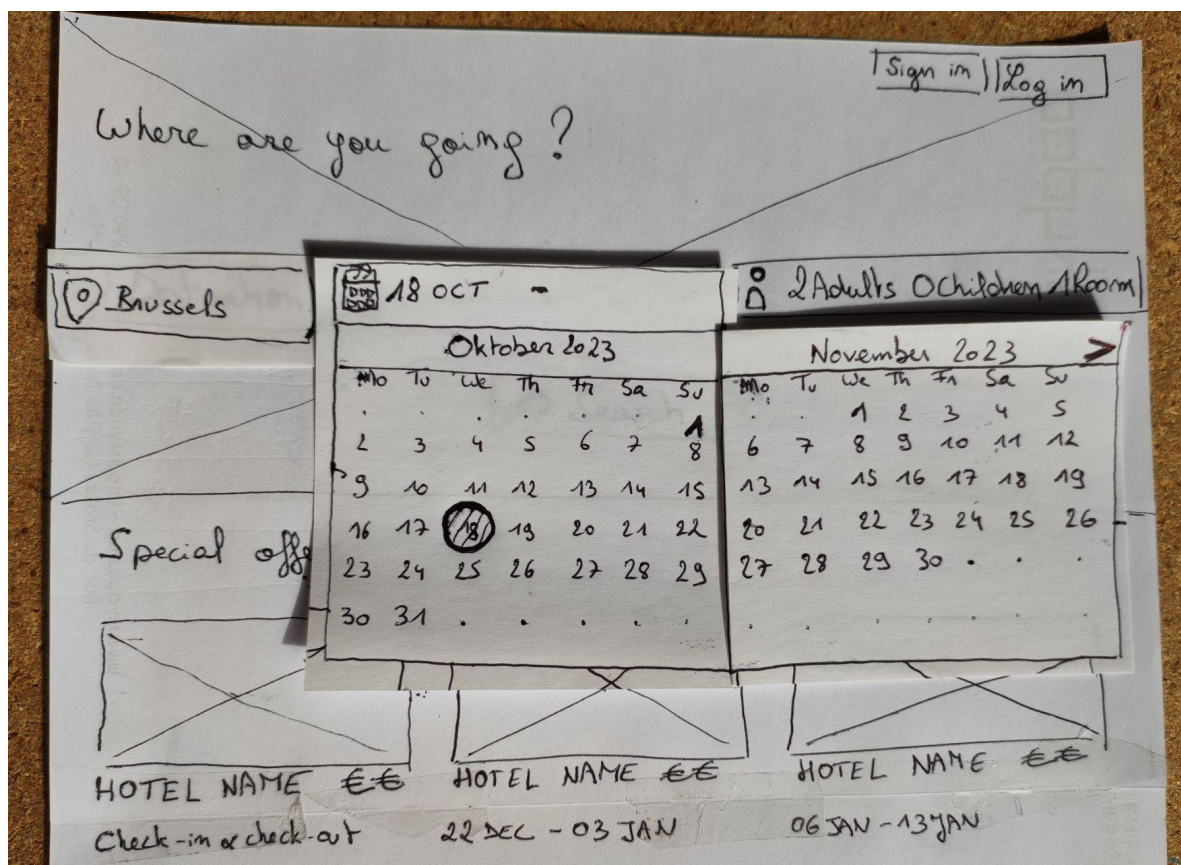 Sign in Log in
Where are you going?
Brussels
18 OCT -
2 Adults 0 Children 1 Room
Oktober 2023
Mo Tu We Th Fr Sa Su
1
2 3 4 5 6 7 8
9 10 11 12 13 14 15
16 17 18 19 20 21 22
23 24 25 26 27 28 29
30 31
November 2023 >
Mo Tu We Th Fr Sa Su
1 2 3 4 5
6 7 8 9 10 11 12
13 14 15 16 17 18 19
20 21 22 23 24 25 26
27 28 29 30
Special offe
HOTEL NAME €€
Check-in & check-out
HOTEL NAME €€
22 DEC - 03 JAN
HOTEL NAME €€
06 JAN - 13 JAN